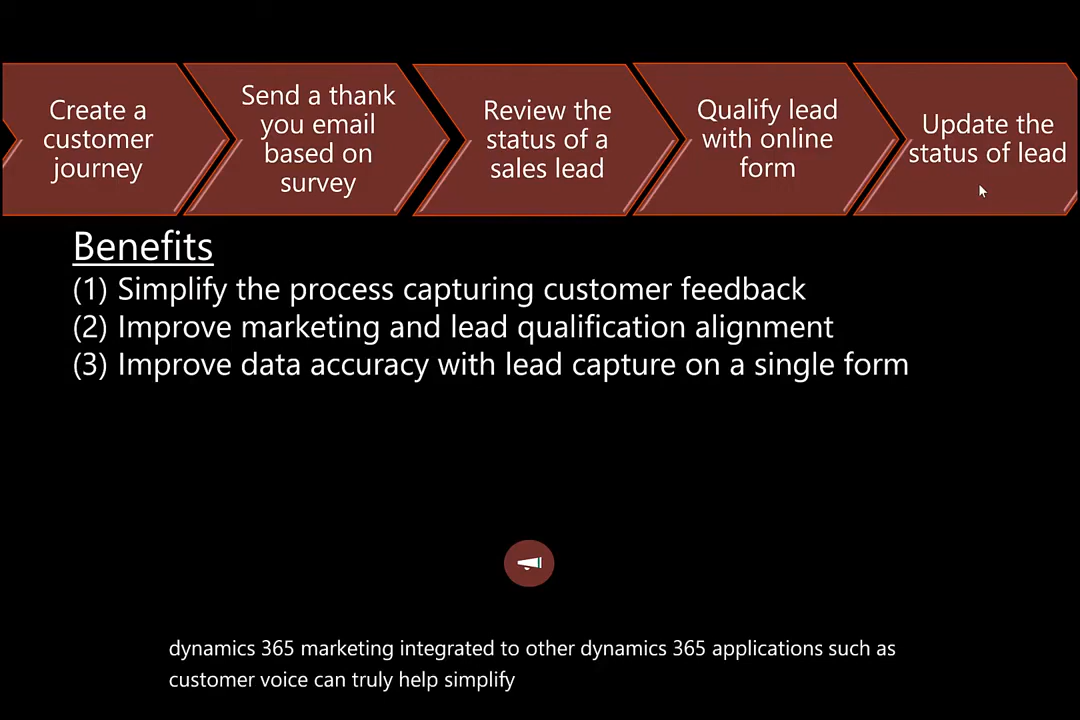 Create a
customer
journey
Send a thank
you email
based on
survey
Review the
status of a
sales lead
Qualify lead
with online
form
Update the
status of lead
Benefits
(1) Simplify the process capturing customer feedback
(2) Improve marketing and lead qualification alignment
(3) Improve data accuracy with lead capture on a single form
dynamics 365 marketing integrated to other dynamics 365 applications such as
customer voice can truly help simplify